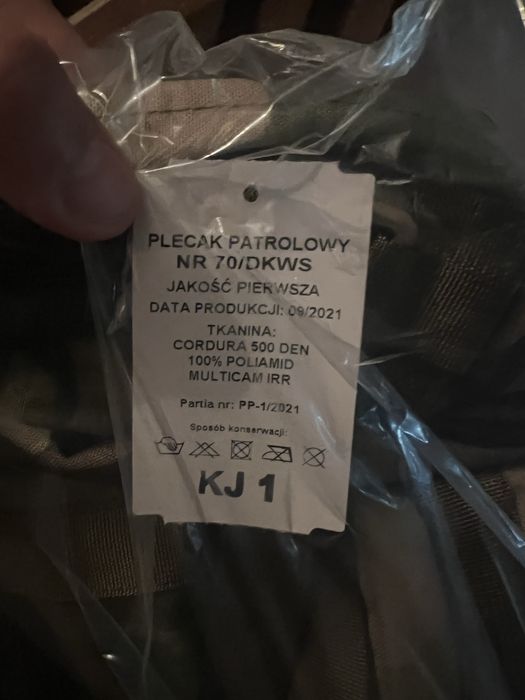 PLECAK PATROLOWY
NR 70/DKWS
JAKOŚĆ PIERWSZA
DATA PRODUKCJI: 09/2021
TKANINA:
CORDURA 500 DEN
100% POLIAMID
MULTICAM IRR
Partia nr: PP-1/2021
Sposób konserwacji:
KJ 1